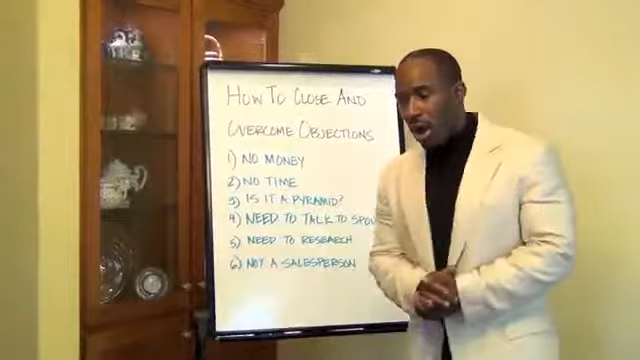 HOW TO CLOSE AND
OVERCOME OBJECTIONS
1) NO MONEY
2) NO TIME
3) IS IT A PYRAMID?
4) NEED TO TALK TO SPOU
5) NEED TO RESEARCH
6) NOT A SALESPERSON